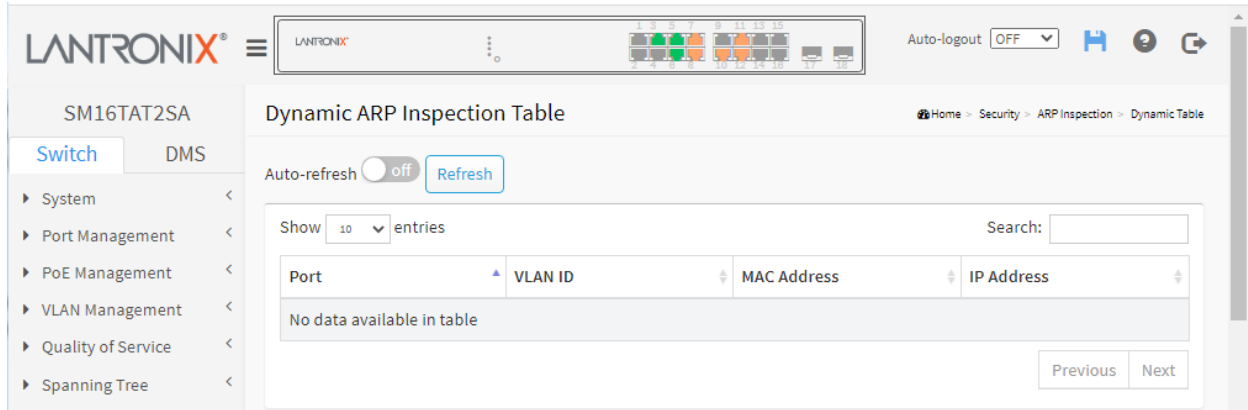 LANTRONIX®
LANTRONIX
1 3 5 7 9 11 13 15
2 4 6 8 10 12 14 16 17 18
Auto-logout OFF
SM16TAT2SA
Switch DMS
System
Port Management
PoE Management
VLAN Management
Quality of Service
Spanning Tree
Dynamic ARP Inspection Table
Home > Security > ARP Inspection > Dynamic Table
Auto-refresh off Refresh
Show 10 entries
Search:
Port VLAN ID MAC Address IP Address
No data available in table
Previous Next